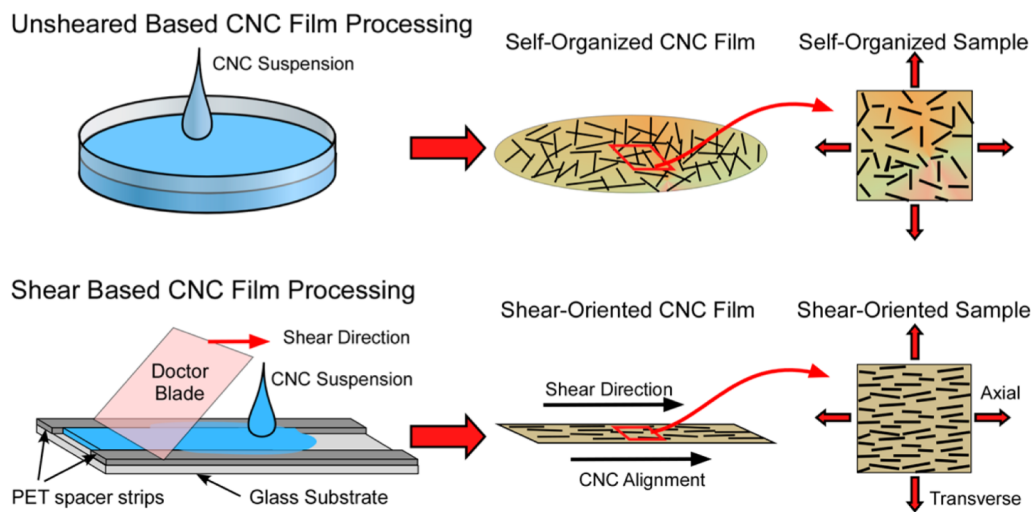 Unsheared Based CNC Film Processing
CNC Suspension
Self-Organized CNC Film
Self-Organized Sample
Shear Based CNC Film Processing
Shear Direction
Doctor
Blade
CNC Suspension
PET spacer strips
Glass Substrate
Shear-Oriented CNC Film
Shear Direction
CNC Alignment
Shear-Oriented Sample
Axial
Transverse